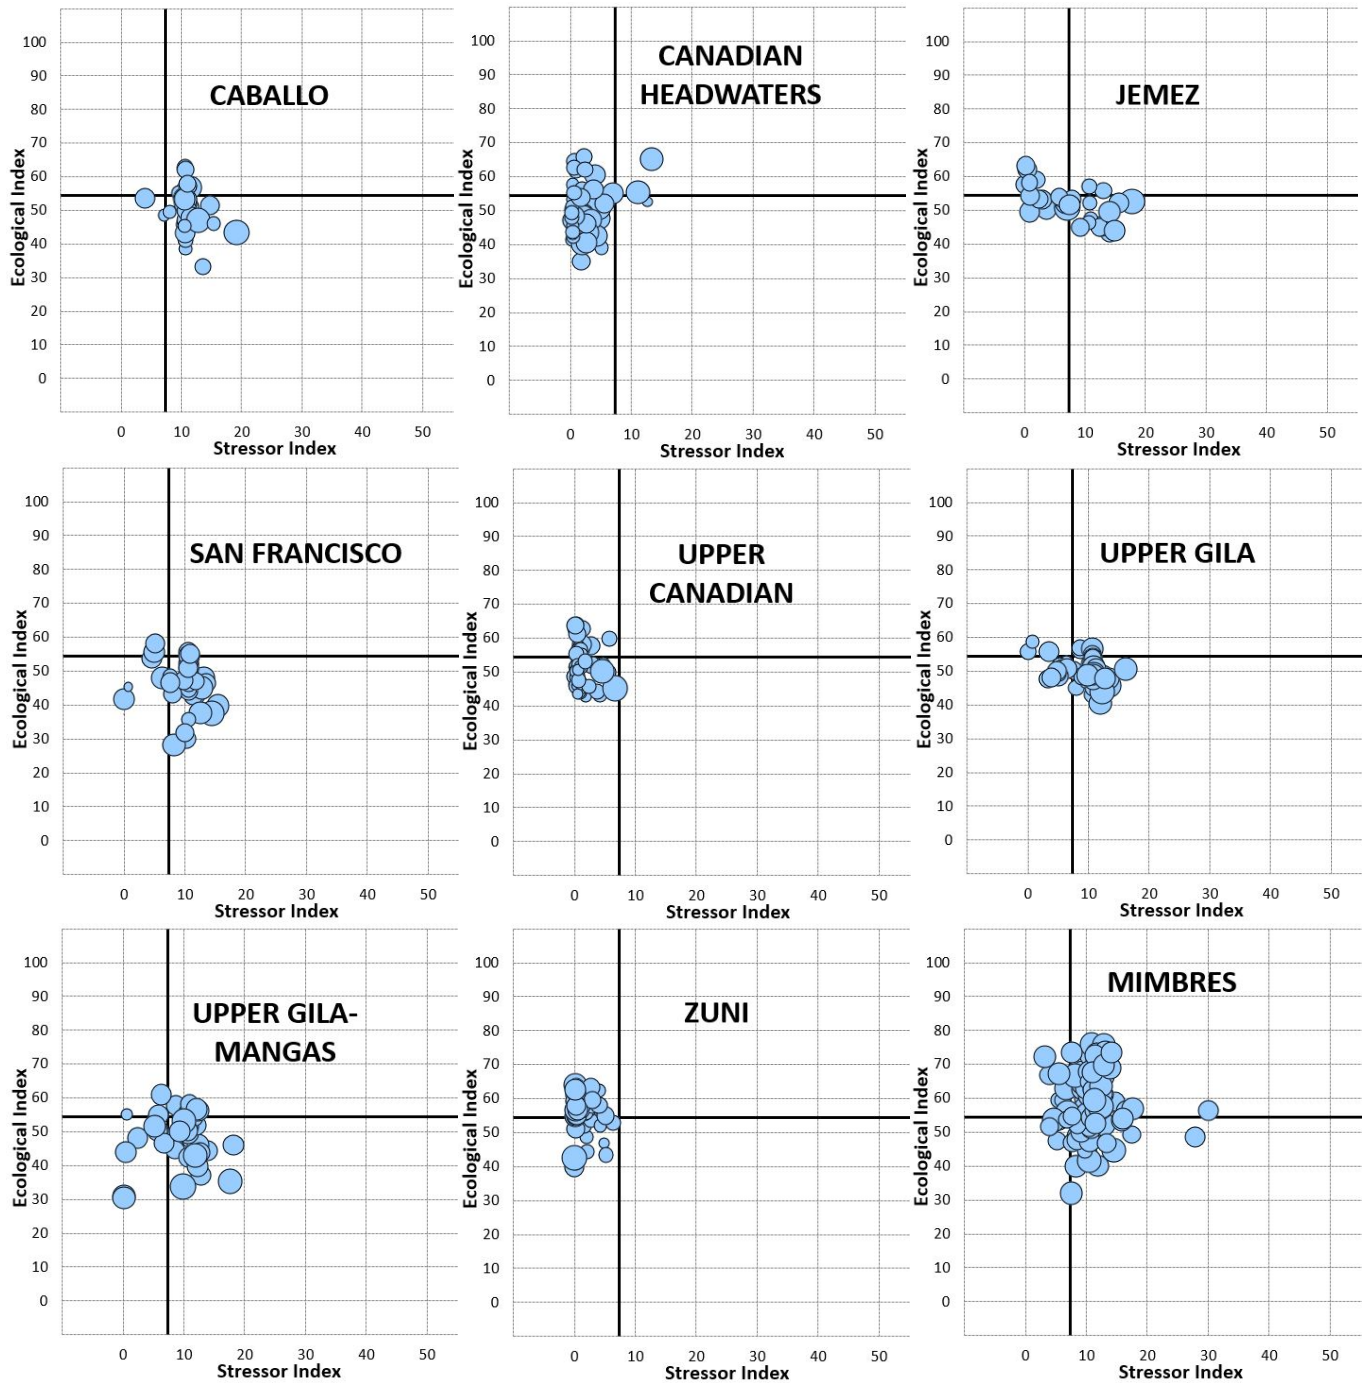 CABALLO
Ecological Index
100
90
80
70
60
50
40
30
20
10
0
0 10 20 30 40 50
Stressor Index
CANADIAN
HEADWATERS
Ecological Index
100
90
80
70
60
50
40
30
20
10
0
0 10 20 30 40 50
Stressor Index
JEMEZ
Ecological Index
100
90
80
70
60
50
40
30
20
10
0
0 10 20 30 40 50
Stressor Index
SAN FRANCISCO
Ecological Index
100
90
80
70
60
50
40
30
20
10
0
0 10 20 30 40 50
Stressor Index
UPPER
CANADIAN
Ecological Index
100
90
80
70
60
50
40
30
20
10
0
0 10 20 30 40 50
Stressor Index
UPPER GILA
Ecological Index
100
90
80
70
60
50
40
30
20
10
0
0 10 20 30 40 50
Stressor Index
UPPER GILA-
MANGAS
Ecological Index
100
90
80
70
60
50
40
30
20
10
0
0 10 20 30 40 50
Stressor Index
ZUNI
Ecological Index
100
90
80
70
60
50
40
30
20
10
0
0 10 20 30 40 50
Stressor Index
MIMBRES
Ecological Index
100
90
80
70
60
50
40
30
20
10
0
0 10 20 30 40 50
Stressor Index